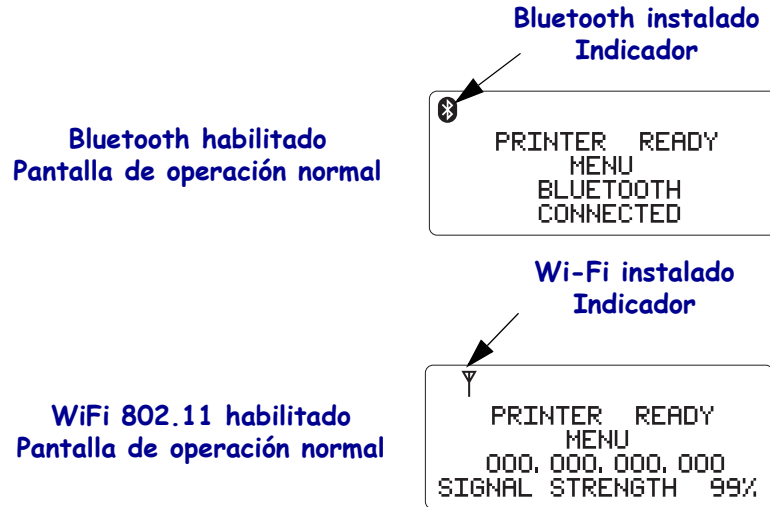 Bluetooth instalado
Indicador
Bluetooth habilitado
Pantalla de operación normal
PRINTER READY
MENU
BLUETOOTH
CONNECTED
Wi-Fi instalado
Indicador
WiFi 802.11 habilitado
Pantalla de operación normal
PRINTER READY
MENU
000. 000. 000. 000
SIGNAL STRENGTH 99%